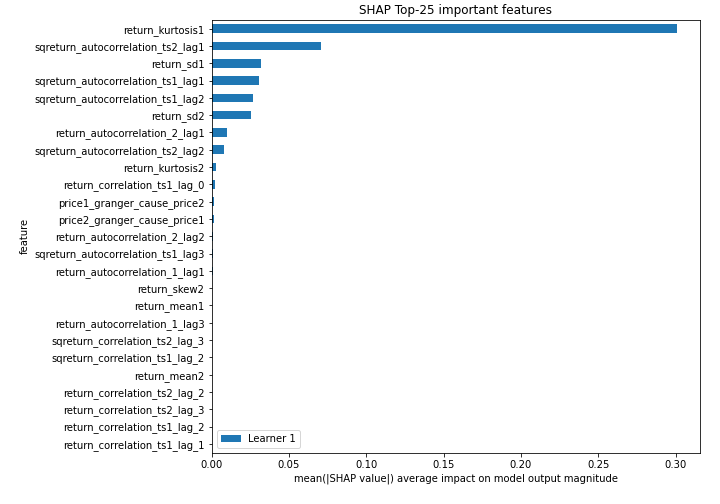 SHAP Top-25 important features
return_kurtosis1
sqreturn_autocorrelation_ts2_lag1
return_sd1
sqreturn_autocorrelation_ts1_lag1
sqreturn_autocorrelation_ts1_lag2
return_sd2
return_autocorrelation_2_lag1
sqreturn_autocorrelation_ts2_lag2
return_kurtosis2
return_correlation_ts1_lag_0
price1_granger_cause_price2
price2_granger_cause_price1
return_autocorrelation_2_lag2
sqreturn_autocorrelation_ts1_lag3
return_autocorrelation_1_lag1
return_skew2
return_mean1
return_autocorrelation_1_lag3
sqreturn_correlation_ts2_lag_3
sqreturn_correlation_ts1_lag_2
return_mean2
return_correlation_ts2_lag_2
return_correlation_ts2_lag_3
return_correlation_ts1_lag_2
return_correlation_ts1_lag_1
feature
Learner 1
0.00 0.05 0.10 0.15 0.20 0.25 0.30
mean(|SHAP value|) average impact on model output magnitude